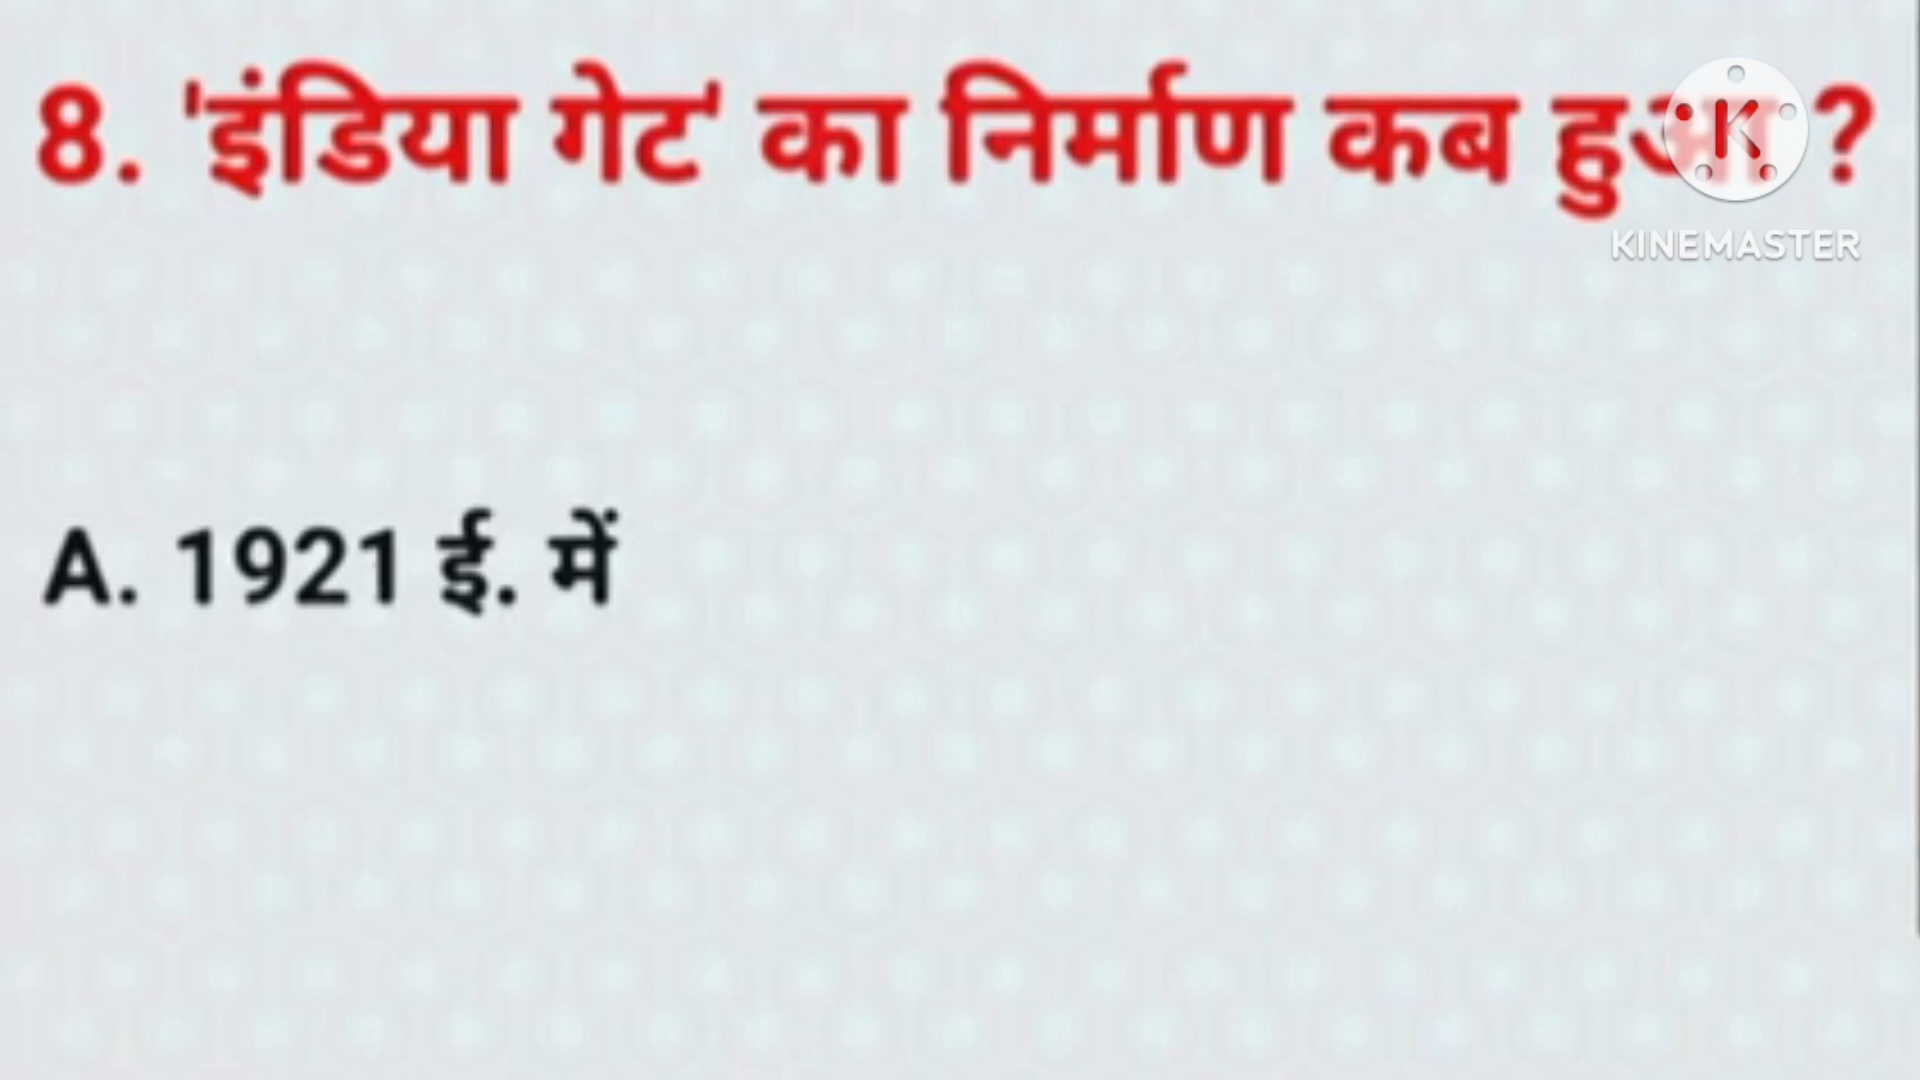 8. 'इंडिया गेट' का निर्माण कब हुआ ?
K
KINEMASTER
A. 1921 ई. में